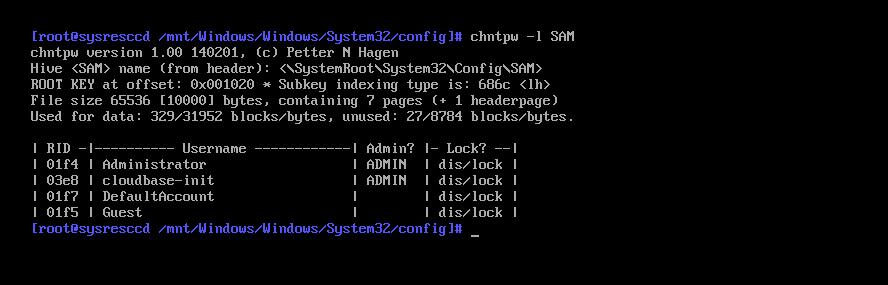 [root@sysresccd /mnt/Windows/Windows/System32/config]# chntpw -l SAM
chntpw version 1.00 140201, (c) Petter N Hagen
Hive <SAM> name (from header): <\SystemRoot\System32\Config\SAM>
ROOT KEY at offset: 0x001020 * Subkey indexing type is: 686c <lh>
File size 65536 [10000] bytes, containing 7 pages (+ 1 headerpage)
Used for data: 329/31952 blocks/bytes, unused: 27/8784 blocks/bytes.

| RID -|---------- Username ------------| Admin? |- Lock? --|
| 01f4 | Administrator                  | ADMIN  | dis/lock |
| 03e8 | cloudbase-init                 | ADMIN  | dis/lock |
| 01f7 | DefaultAccount                 |        | dis/lock |
| 01f5 | Guest                          |        | dis/lock |
[root@sysresccd /mnt/Windows/Windows/System32/config]# _